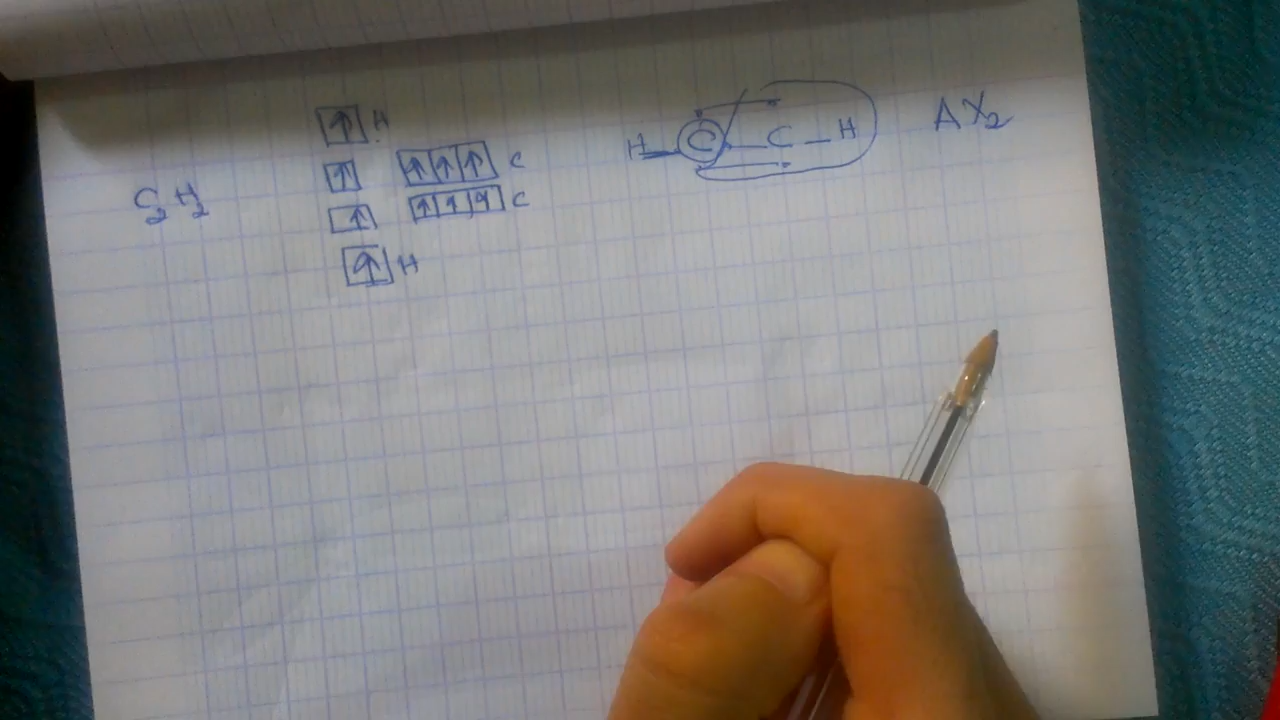 ↑ H
↑ ↑ ↑ ↑ C
↑ ↑ ↑ ↑ C
↑ H
C₂H₂
H — C ≡ C — H
AX₂